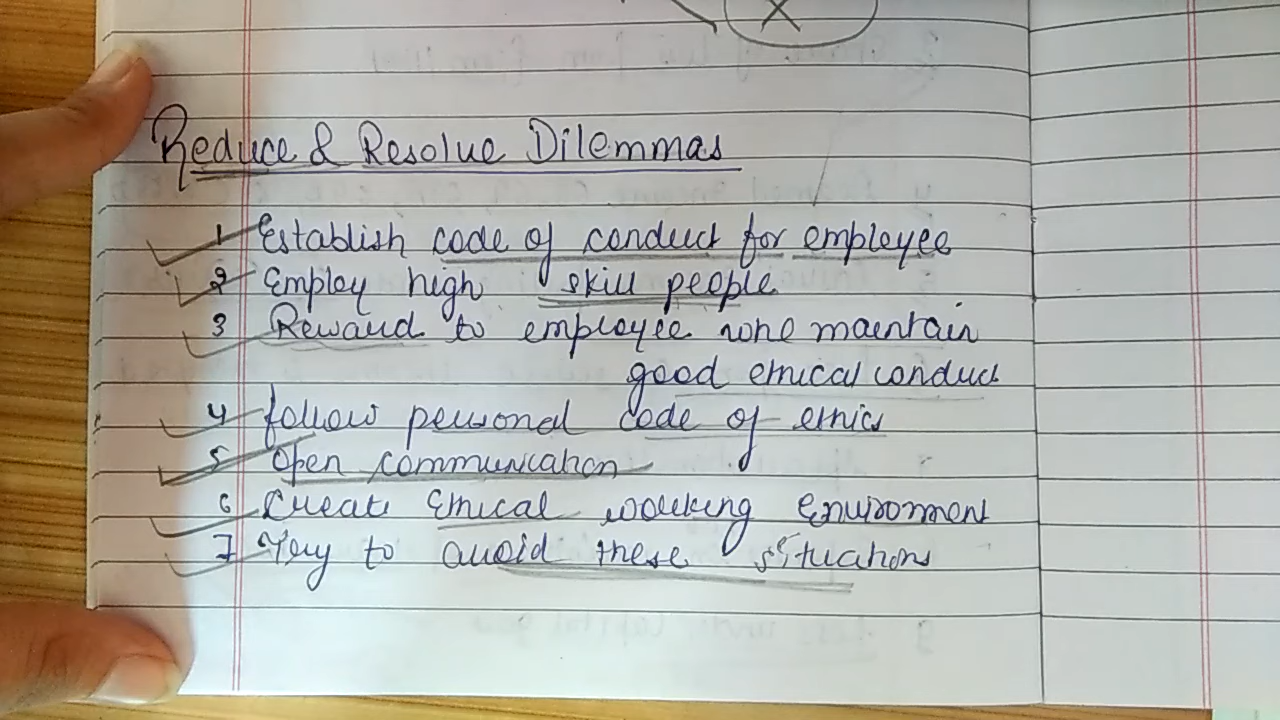 Reduce & Resolve Dilemmas
1 Establish code of conduct for employee
2 Employ high skill people
3 Reward to employee who maintain
good ethical conduct
4 follow personal code of ethics
5 open communication
6 Create Ethical working Environment
7 Try to avoid these situations